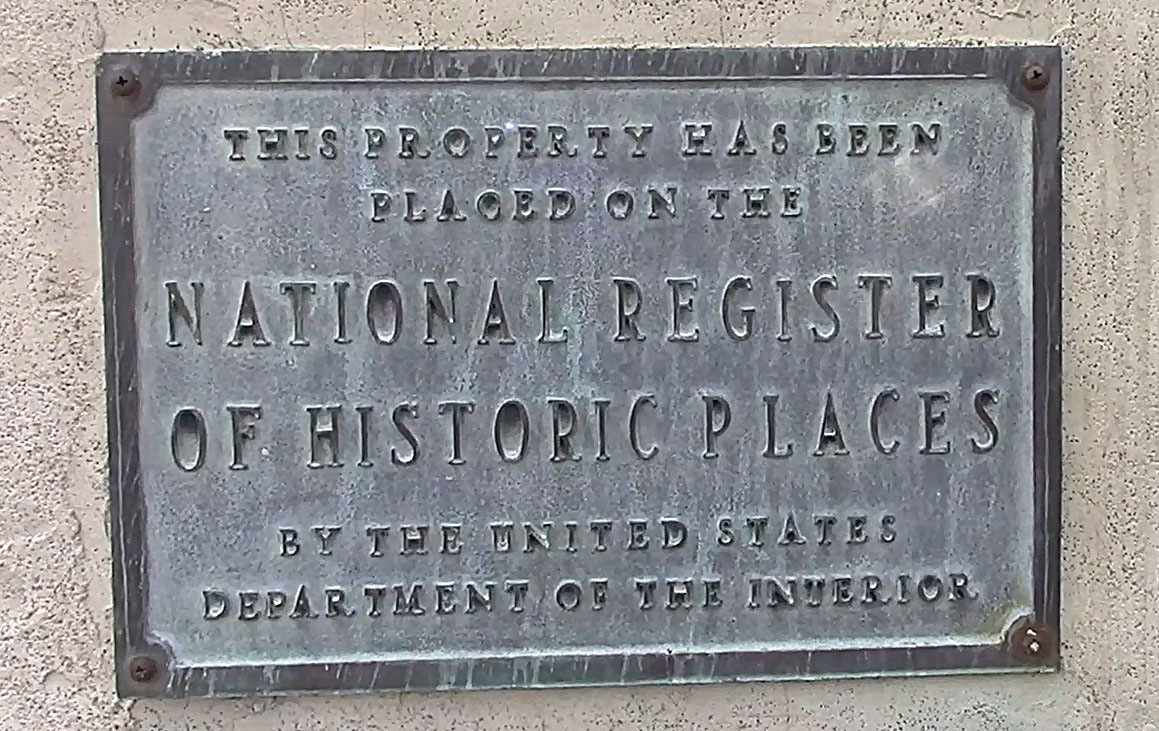 THIS PROPERTY HAS BEEN
PLACED ON THE
NATIONAL REGISTER
OF HISTORIC PLACES
BY THE UNITED STATES
DEPARTMENT OF THE INTERIOR